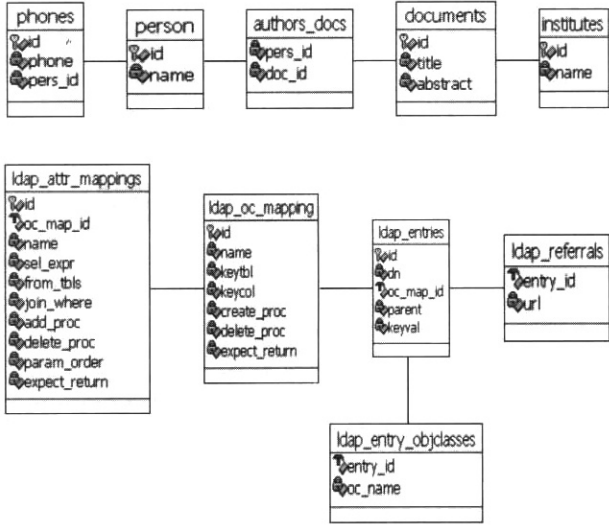 phones
id
phone
pers_id
person
id
name
authors_docs
pers_id
doc_id
documents
id
title
abstract
institutes
id
name
ldap_attr_mappings
id
oc_map_id
name
sel_expr
from_tbls
join_where
add_proc
delete_proc
param_order
expect_return
ldap_oc_mapping
id
name
keytbl
keycol
create_proc
delete_proc
expect_return
ldap_entries
id
dn
oc_map_id
parent
keyval
ldap_referrals
entry_id
url
ldap_entry_objclasses
entry_id
oc_name